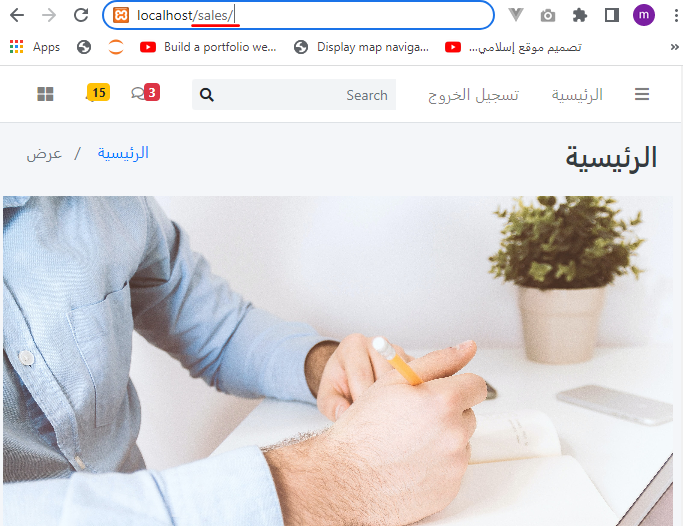 localhost/sales/
m
Apps
Build a portfolio we...
Display map naviga...
تصميم موقع إسلامي...
»
الرئيسية
تسجيل الخروج
Search
3
15
الرئيسية
الرئيسية / عرض